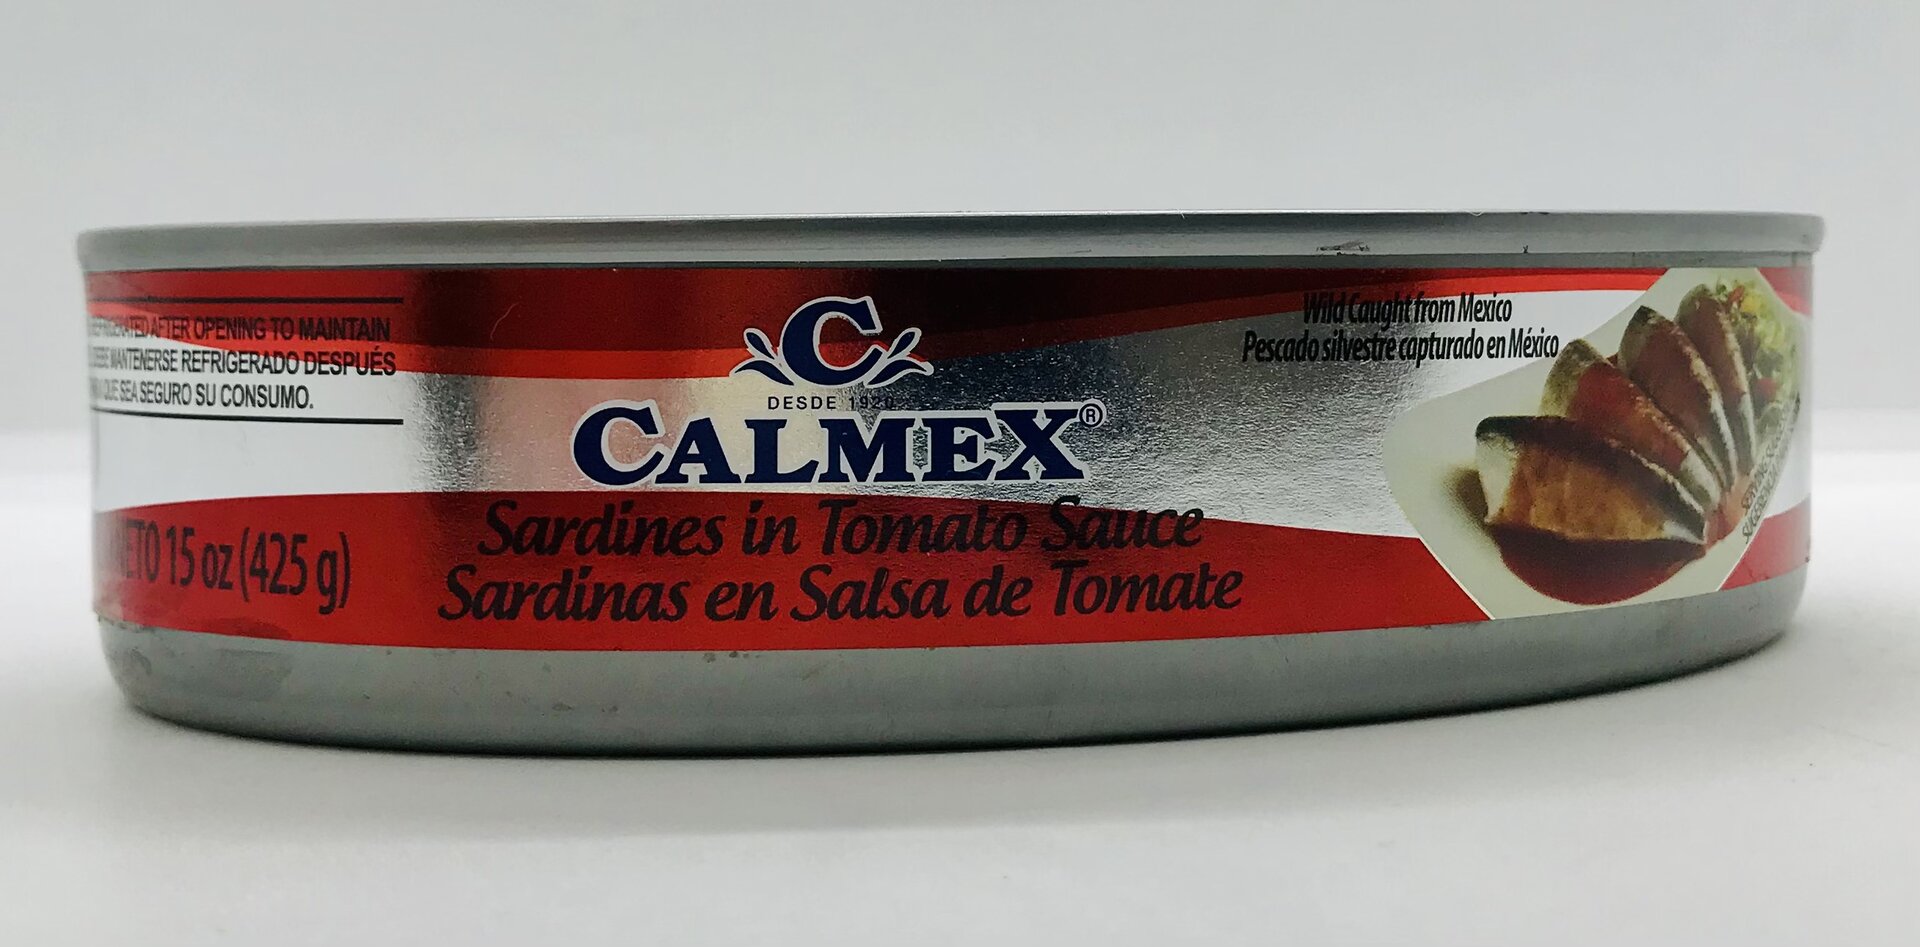 AFTER OPENING TO MAINTAIN
DEBE MANTENERSE REFRIGERADO DESPUÉS
QUE SEA SEGURO SU CONSUMO.
NETO 15 oz (425 g)
C
DESDE 1920
CALMEX®
Sardines in Tomato Sauce
Sardinas en Salsa de Tomate
Wild Caught from Mexico
Pescado silvestre capturado en México